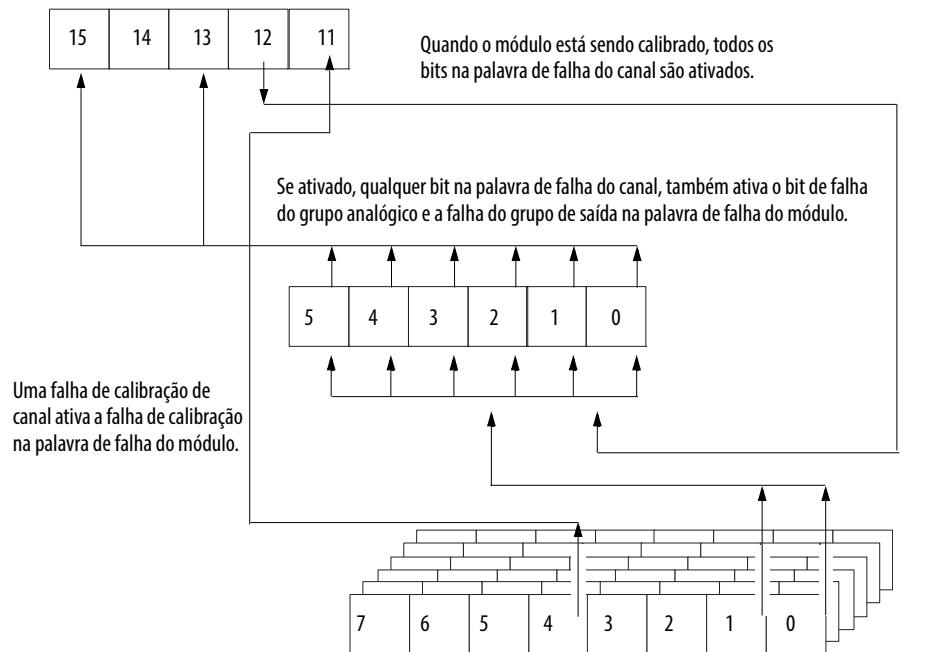 15 14 13 12 11
Quando o módulo está sendo calibrado, todos os
bits na palavra de falha do canal são ativados.
Se ativado, qualquer bit na palavra de falha do canal, também ativa o bit de falha
do grupo analógico e a falha do grupo de saída na palavra de falha do módulo.
5 4 3 2 1 0
Uma falha de calibração de
canal ativa a falha de calibração
na palavra de falha do módulo.
7 6 5 4 3 2 1 0